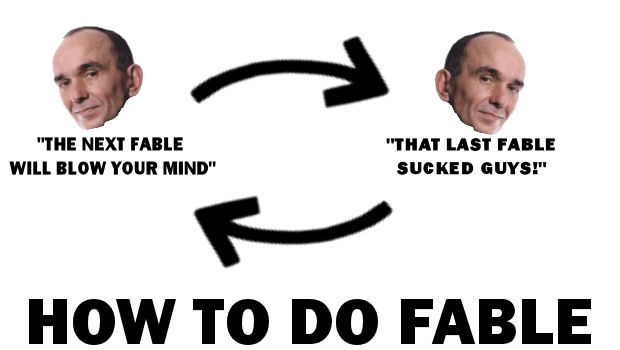 "THE NEXT FABLE
WILL BLOW YOUR MIND"
"THAT LAST FABLE
SUCKED GUYS!"
HOW TO DO FABLE